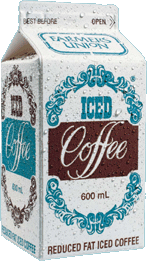 BEST BEFORE
OPEN
FARMERS
UNION
ICED
Coffee
600 mL
ICED
Coffee
600 mL
REDUCED FAT ICED COFFEE